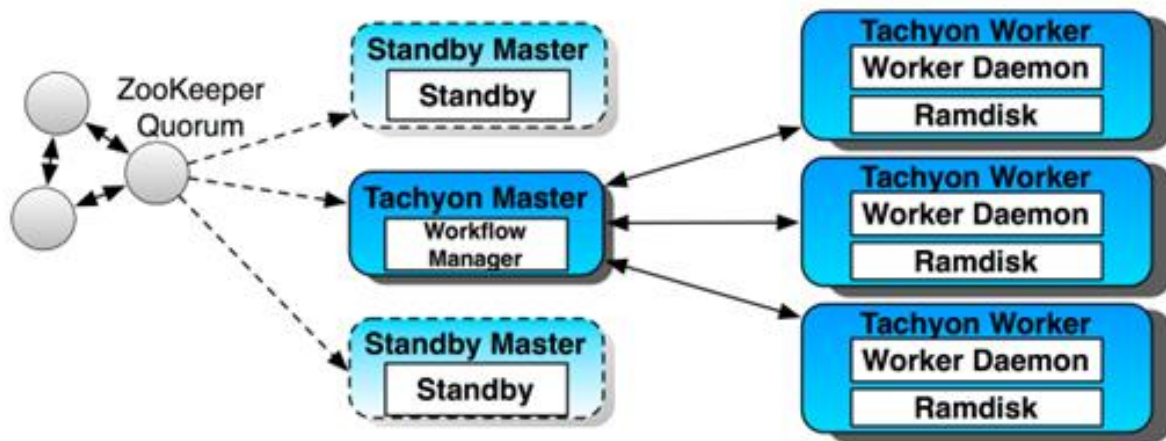 ZooKeeper
Quorum
Standby Master
Standby
Tachyon Master
Workflow
Manager
Standby Master
Standby
Tachyon Worker
Worker Daemon
Ramdisk
Tachyon Worker
Worker Daemon
Ramdisk
Tachyon Worker
Worker Daemon
Ramdisk